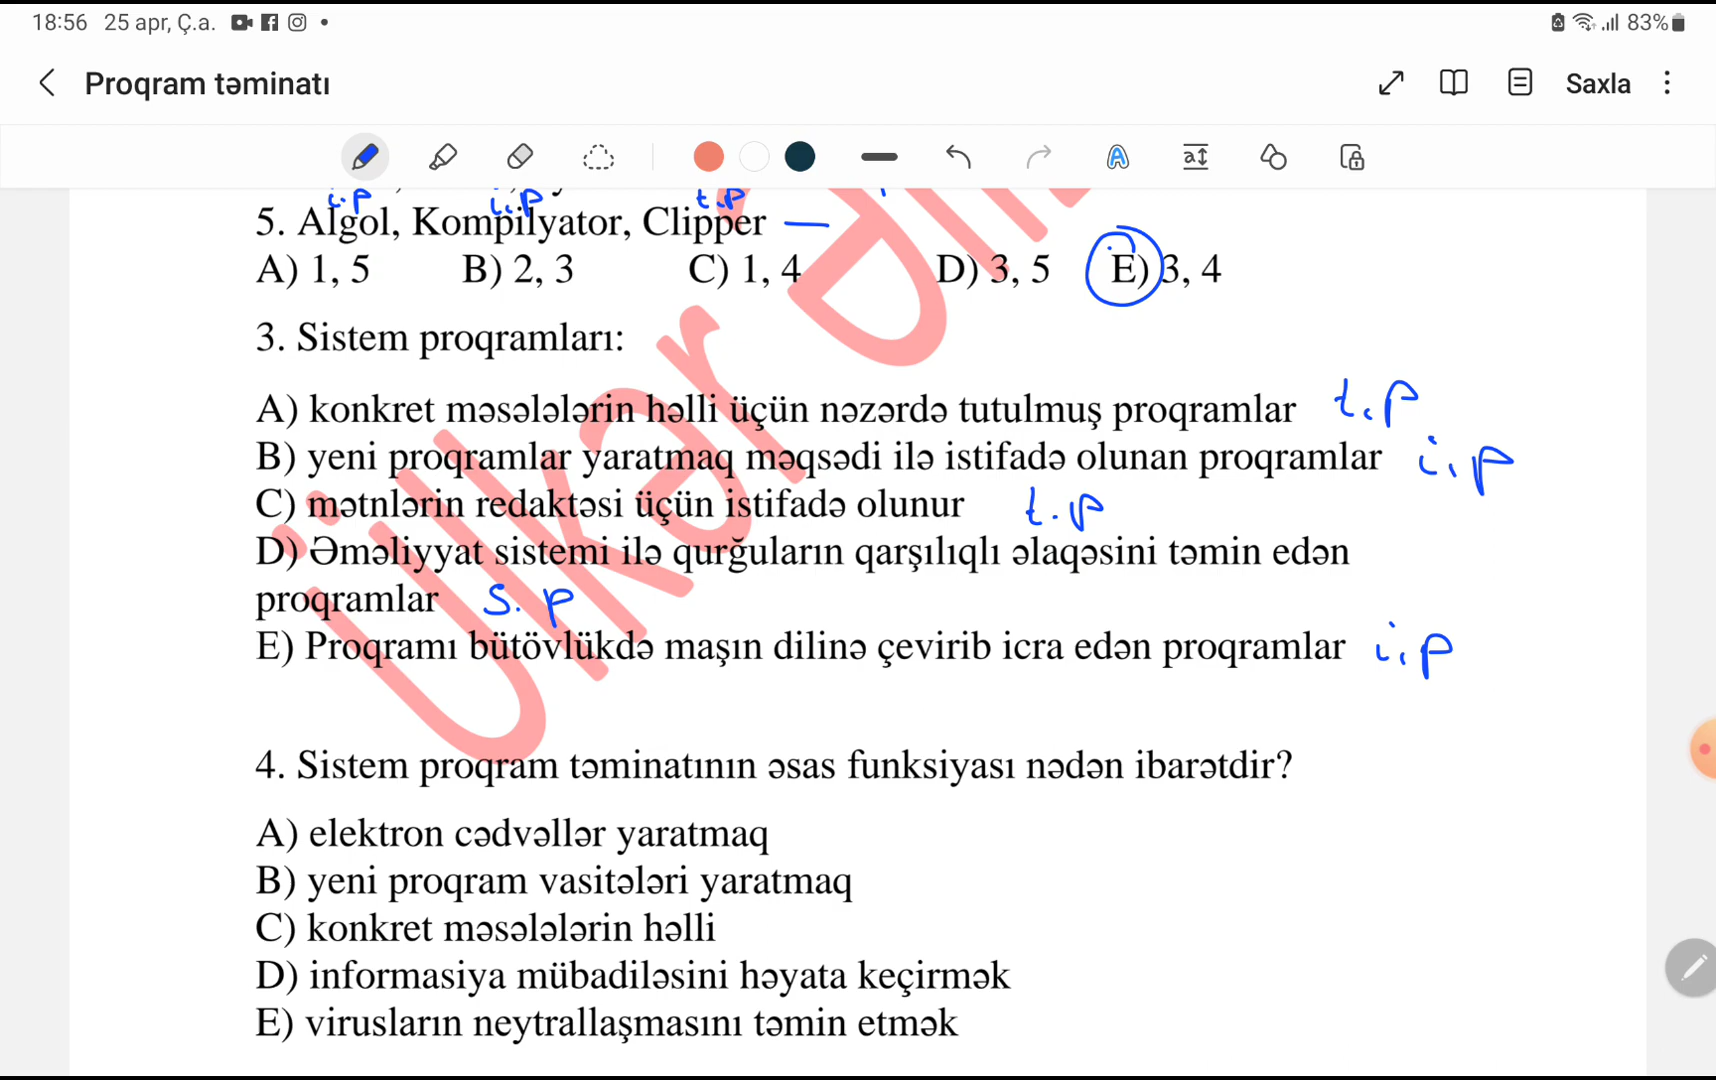 18:56 25 apr, Ç.a. 83%
Proqram təminatı Saxla
i.p i.p t.p
5. Algol, Kompilyator, Clipper —
A) 1, 5 B) 2, 3 C) 1, 4 D) 3, 5 E) 3, 4
3. Sistem proqramları:
A) konkret məsələlərin həlli üçün nəzərdə tutulmuş proqramlar t.p
B) yeni proqramlar yaratmaq məqsədi ilə istifadə olunan proqramlar i.p
C) mətnlərin redaktəsi üçün istifadə olunur t.p
D) Əməliyyat sistemi ilə qurğuların qarşılıqlı əlaqəsini təmin edən
proqramlar s.p
E) Proqramı bütövlükdə maşın dilinə çevirib icra edən proqramlar i.p
4. Sistem proqram təminatının əsas funksiyası nədən ibarətdir?
A) elektron cədvəllər yaratmaq
B) yeni proqram vasitələri yaratmaq
C) konkret məsələlərin həlli
D) informasiya mübadiləsini həyata keçirmək
E) virusların neytrallaşmasını təmin etmək
Ülkər